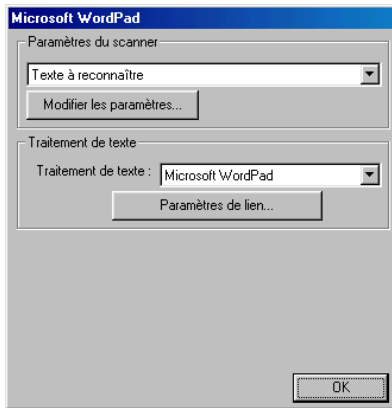 Microsoft WordPad
Paramètres du scanner
Texte à reconnaître
Modifier les paramètres...
Traitement de texte
Traitement de texte : Microsoft WordPad
Paramètres de lien...
OK